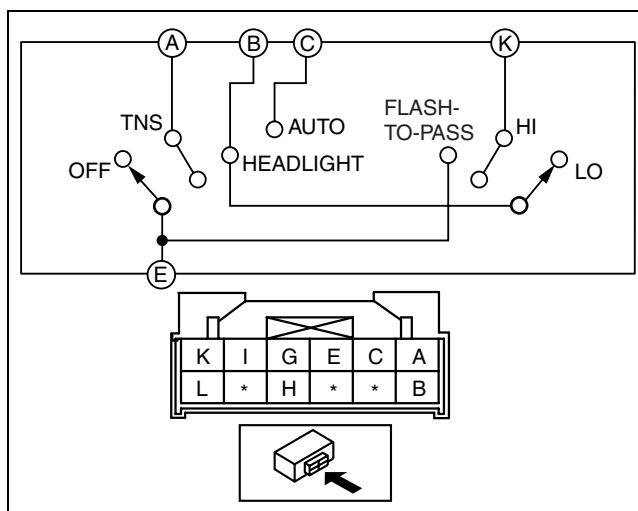 A B C K
TNS
AUTO
FLASH-
TO-PASS
HI
OFF
HEADLIGHT
LO
E
K I G E C A
L * H * * B